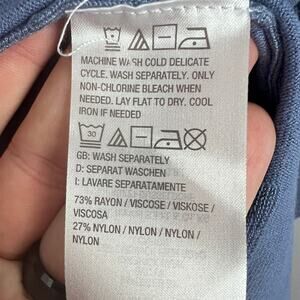 MACHINE WASH COLD DELICATE
CYCLE. WASH SEPARATELY. ONLY
NON-CHLORINE BLEACH WHEN
NEEDED. LAY FLAT TO DRY. COOL
IRON IF NEEDED
30
GB: WASH SEPARATELY
D: SEPARAT WASCHEN
I: LAVARE SEPARATAMENTE
73% RAYON / VISCOSE / VISKOSE /
VISCOSA
27% NYLON / NYLON / NYLON /
NYLON